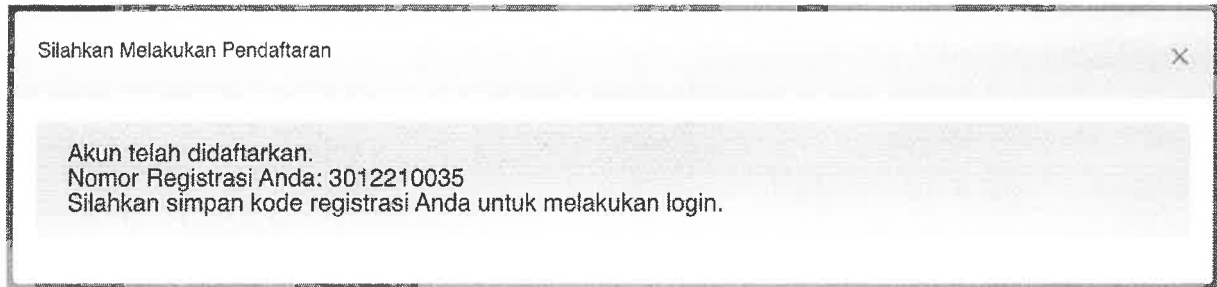 Silahkan Melakukan Pendaftaran
×
Akun telah didaftarkan.
Nomor Registrasi Anda: 3012210035
Silahkan simpan kode registrasi Anda untuk melakukan login.